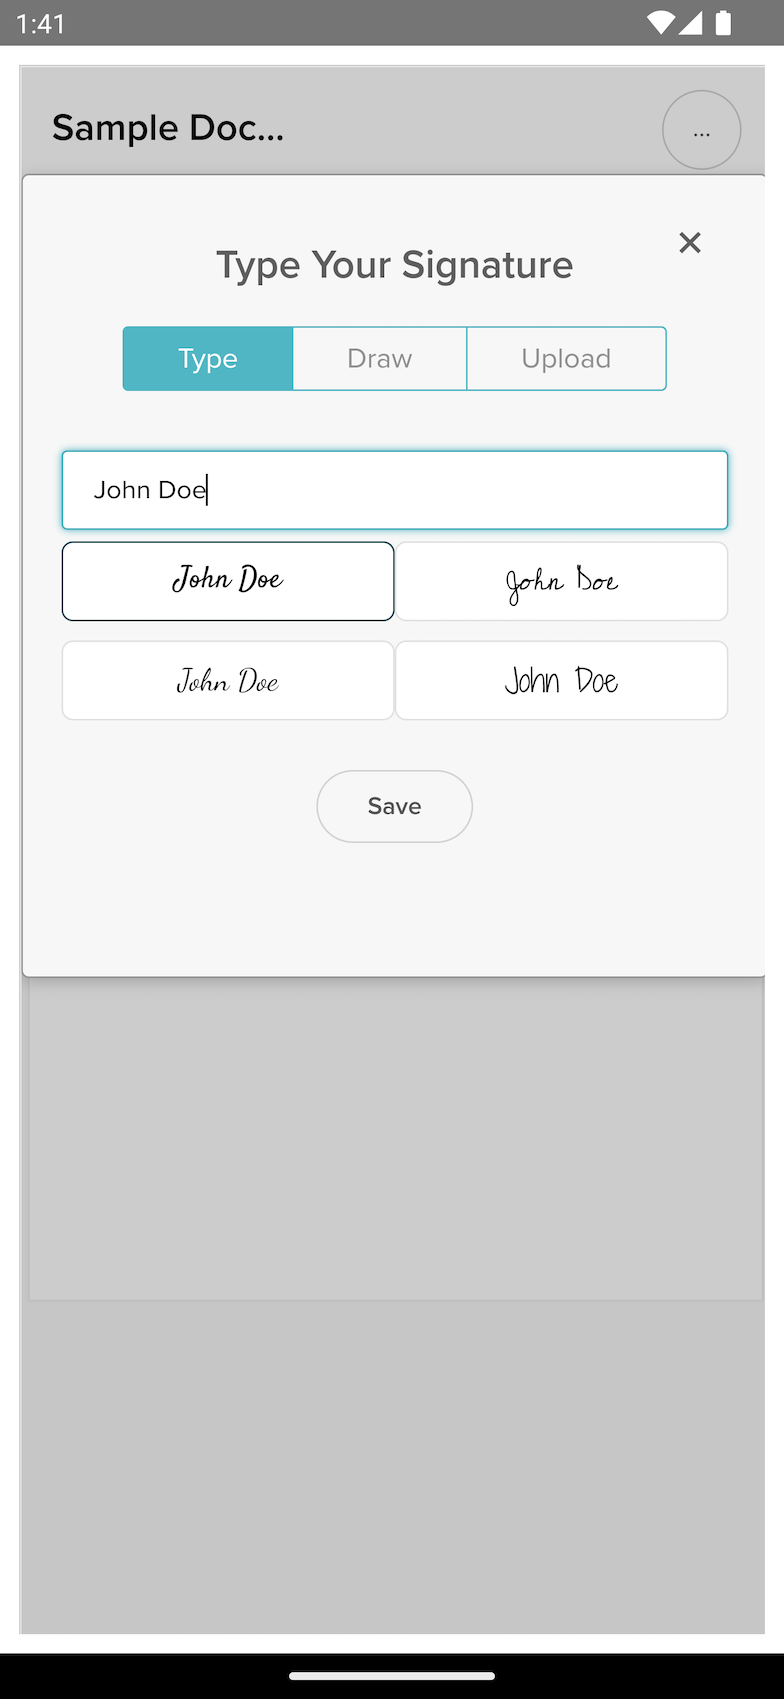 1:41
Sample Doc...
...
Type Your Signature
Type Draw Upload
John Doe
John Doe John Doe
John Doe John Doe
Save